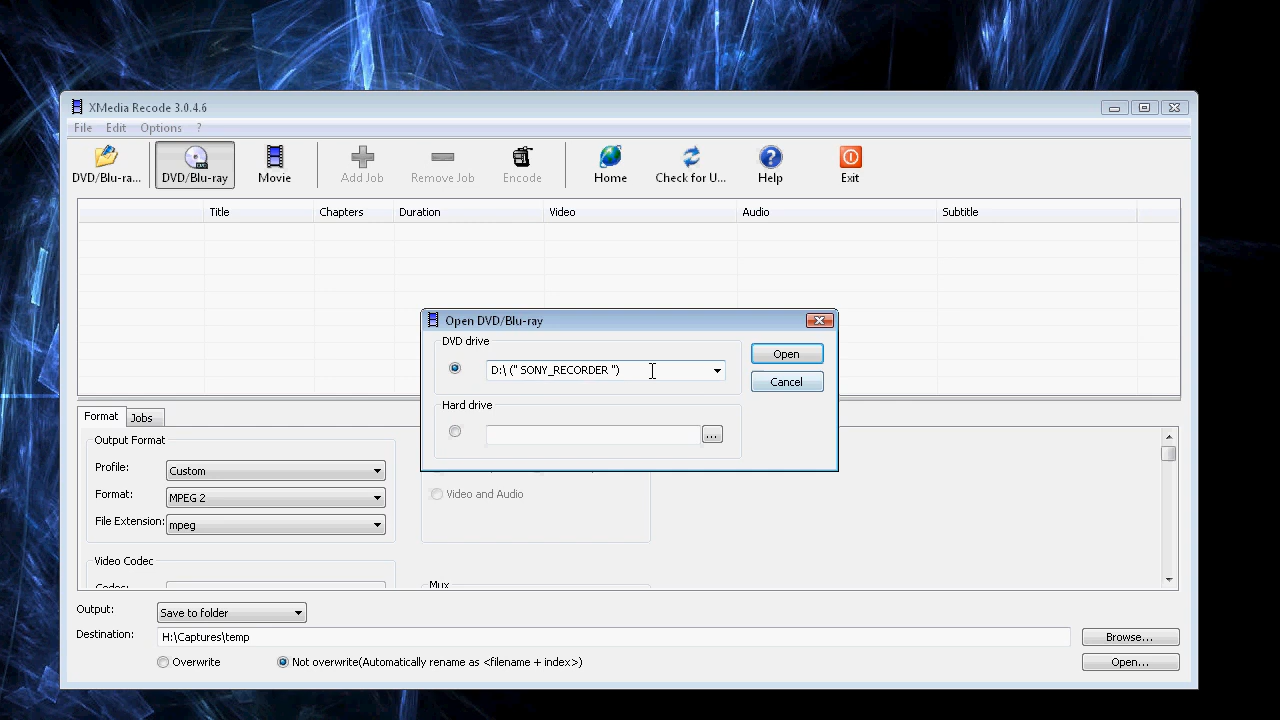 XMedia Recode 3.0.4.6
File Edit Options ?
DVD/Blu-ra... DVD/Blu-ray Movie Add Job Remove Job Encode Home Check for U... Help Exit
Title Chapters Duration Video Audio Subtitle
Open DVD/Blu-ray
DVD drive
D:\ (" SONY_RECORDER ")
Open
Cancel
Hard drive
...
Format Jobs
Output Format
Profile: Custom
Format: MPEG 2
File Extension: mpeg
Video and Audio
Video Codec
Codec:
Mux
Output: Save to folder
Destination: H:\Captures\temp
Browse...
Overwrite Not overwrite(Automatically rename as <filename + index>)
Open...